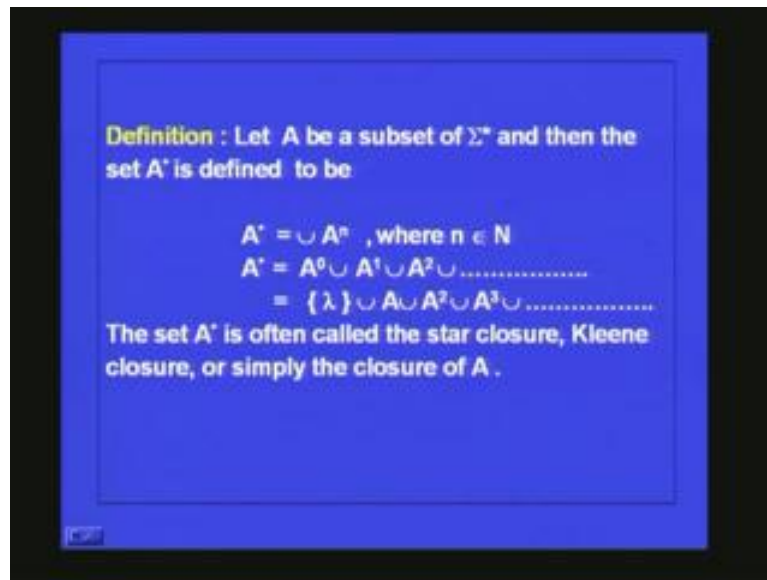 Definition : Let A be a subset of Σ* and then the
set A* is defined to be
A* = ∪ Aⁿ , where n ∈ N
A* = A⁰ ∪ A¹ ∪ A² ∪ .................
= {λ} ∪ A ∪ A² ∪ A³ ∪ .................
The set A* is often called the star closure, Kleene
closure, or simply the closure of A .